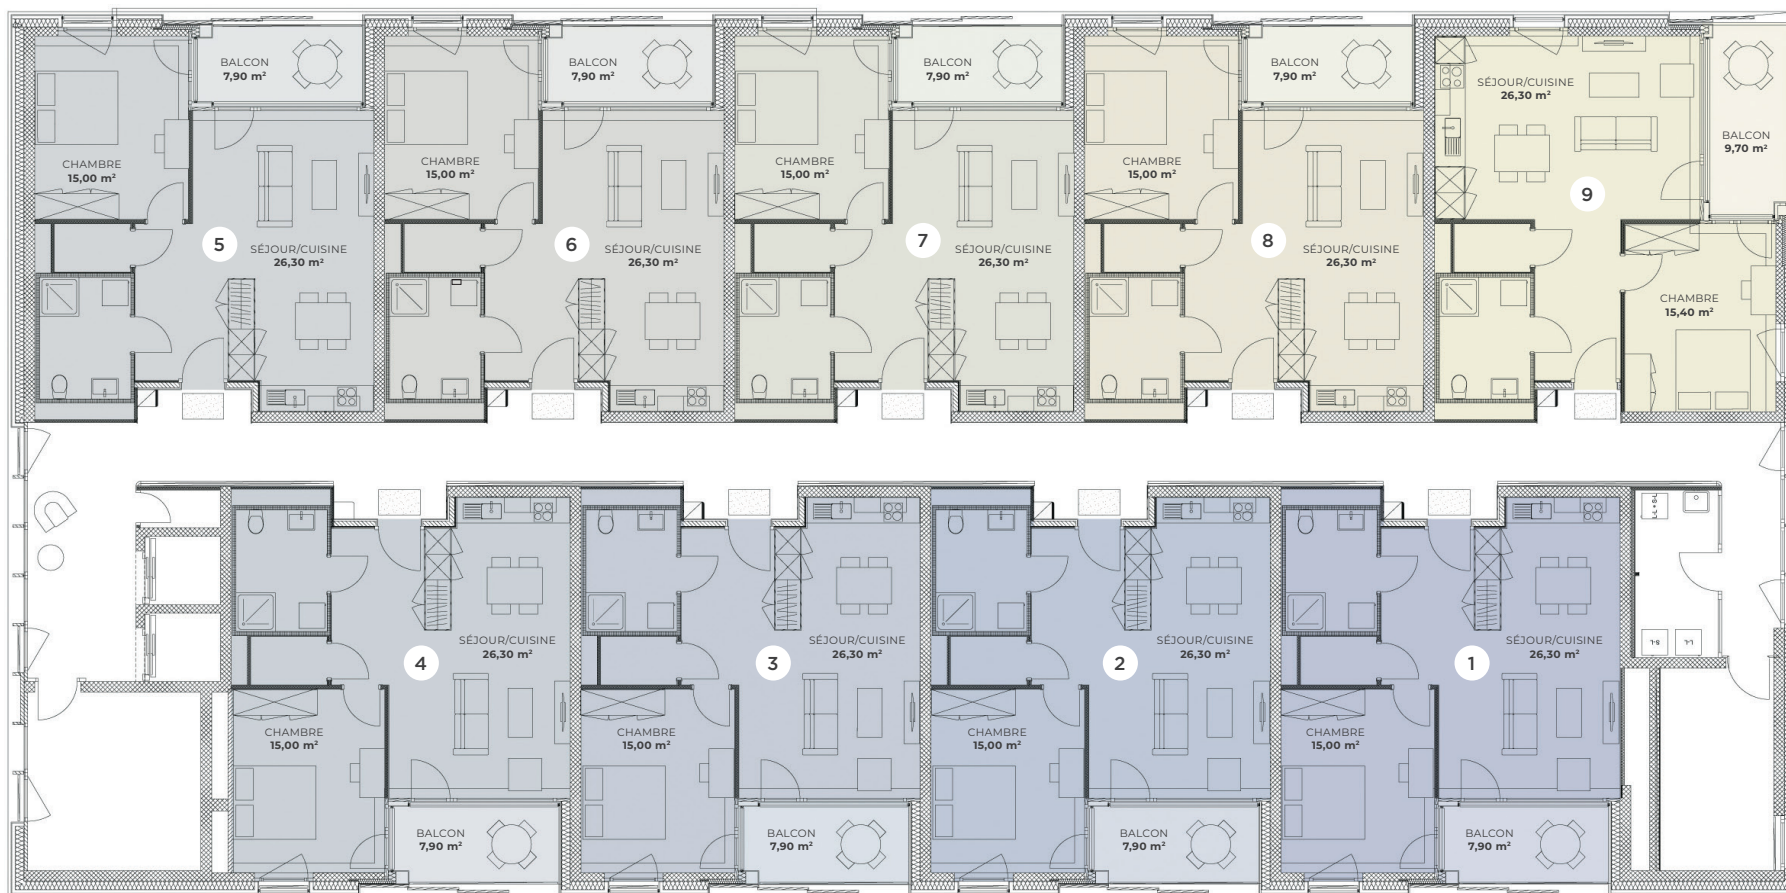 BALCON
7,90 m²
CHAMBRE
15,00 m²
5
SÉJOUR/CUISINE
26,30 m²
BALCON
7,90 m²
CHAMBRE
15,00 m²
6
SÉJOUR/CUISINE
26,30 m²
BALCON
7,90 m²
CHAMBRE
15,00 m²
7
SÉJOUR/CUISINE
26,30 m²
BALCON
7,90 m²
CHAMBRE
15,00 m²
8
SÉJOUR/CUISINE
26,30 m²
SÉJOUR/CUISINE
26,30 m²
BALCON
9,70 m²
9
CHAMBRE
15,40 m²
4
SÉJOUR/CUISINE
26,30 m²
CHAMBRE
15,00 m²
BALCON
7,90 m²
3
SÉJOUR/CUISINE
26,30 m²
CHAMBRE
15,00 m²
BALCON
7,90 m²
2
SÉJOUR/CUISINE
26,30 m²
CHAMBRE
15,00 m²
BALCON
7,90 m²
1
SÉJOUR/CUISINE
26,30 m²
CHAMBRE
15,00 m²
BALCON
7,90 m²
L-L + S-L
S-L
L-L